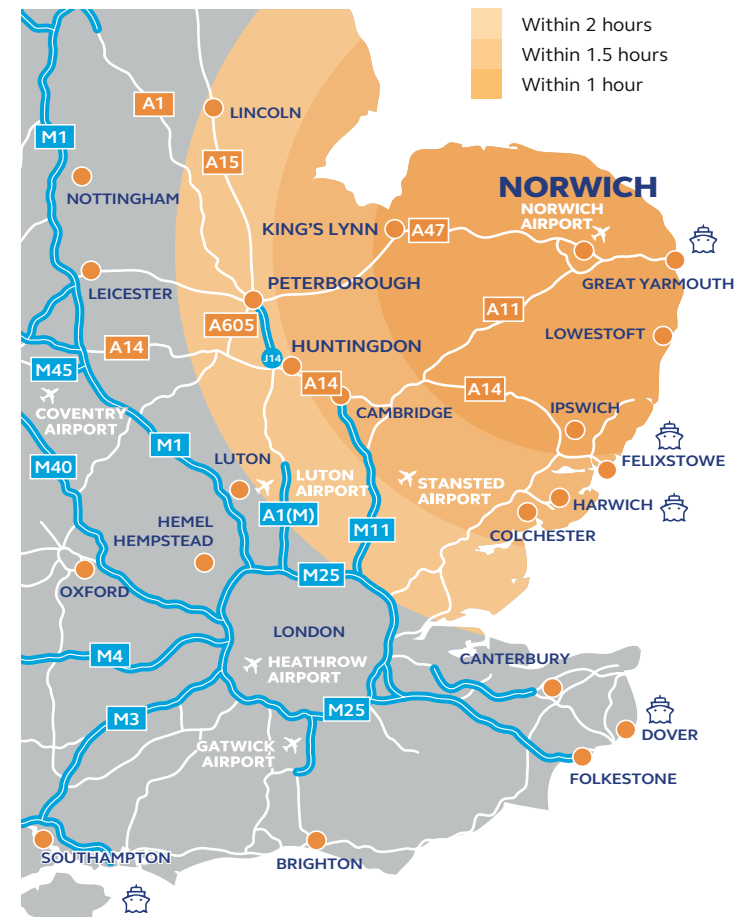 Within 2 hours
Within 1.5 hours
Within 1 hour
A1
LINCOLN
M1
A15
NOTTINGHAM
NORWICH
NORWICH
AIRPORT
KING'S LYNN
A47
LEICESTER
PETERBOROUGH
GREAT YARMOUTH
A605
A11
LOWESTOFT
A14
J14
HUNTINGDON
M45
A14
A14
COVENTRY
AIRPORT
CAMBRIDGE
IPSWICH
M1
M40
LUTON
LUTON
AIRPORT
STANSTED
AIRPORT
FELIXSTOWE
A1(M)
HARWICH
HEMEL
HEMPSTEAD
M11
COLCHESTER
M25
OXFORD
LONDON
M4
HEATHROW
AIRPORT
CANTERBURY
M3
M25
DOVER
GATWICK
AIRPORT
FOLKESTONE
SOUTHAMPTON
BRIGHTON